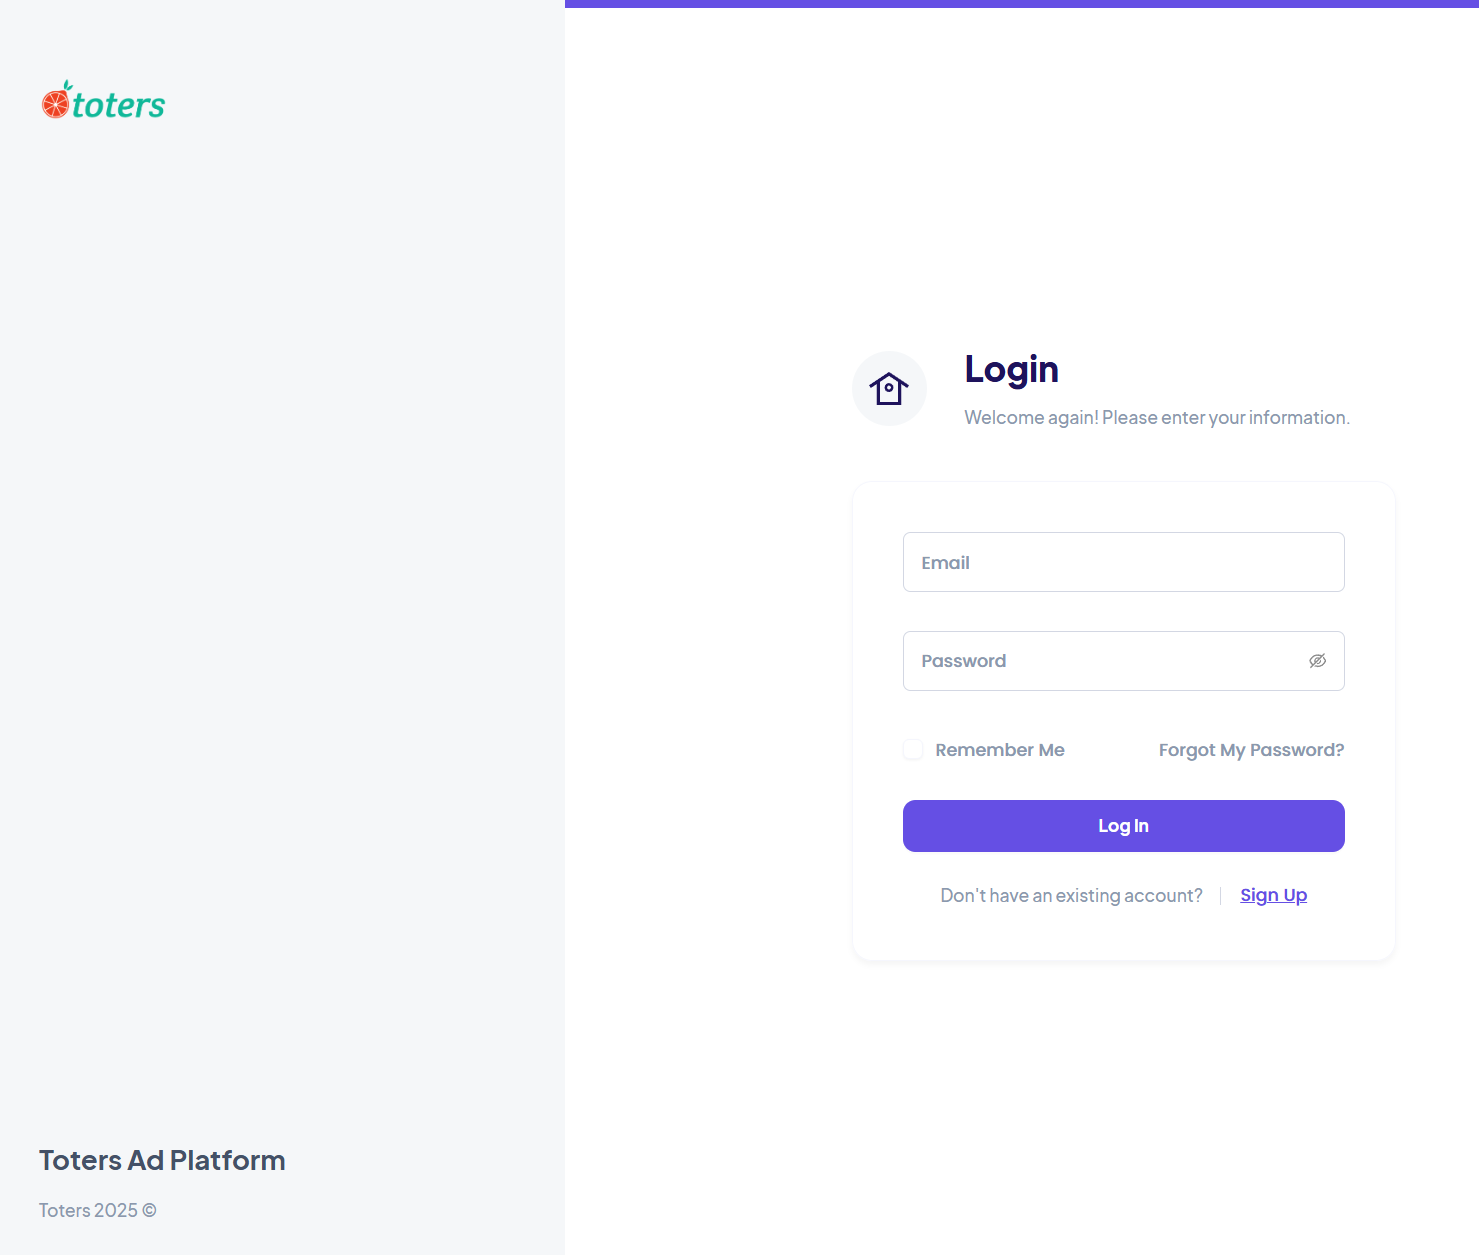 toters
Login
Welcome again! Please enter your information.
Email
Password
Remember Me
Forgot My Password?
Log In
Don't have an existing account?
Sign Up
Toters Ad Platform
Toters 2025 ©